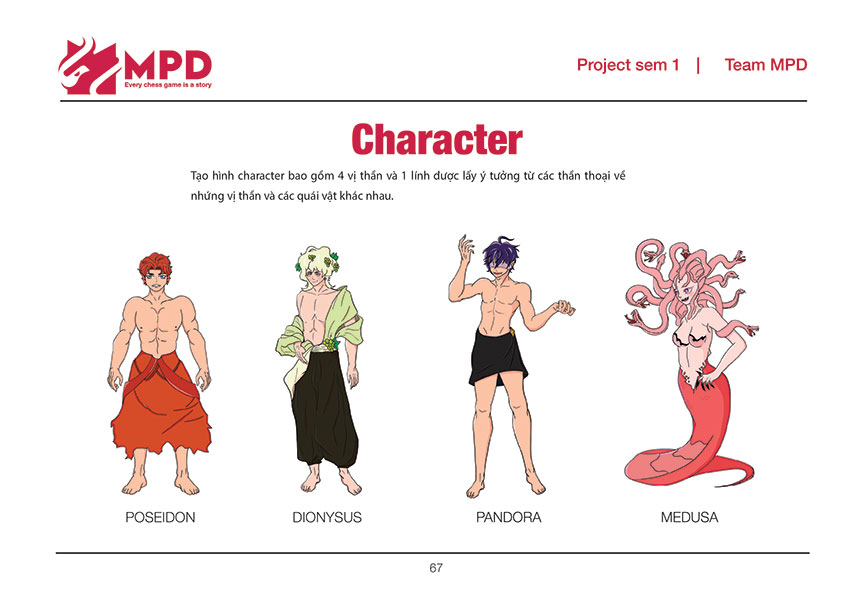 MPD
Every chess game is a story
Project sem 1 | Team MPD
Character
Tạo hình character bao gồm 4 vị thần và 1 lính được lấy ý tưởng từ các thần thoại về
những vị thần và các quái vật khác nhau.
POSEIDON
DIONYSUS
PANDORA
MEDUSA
67